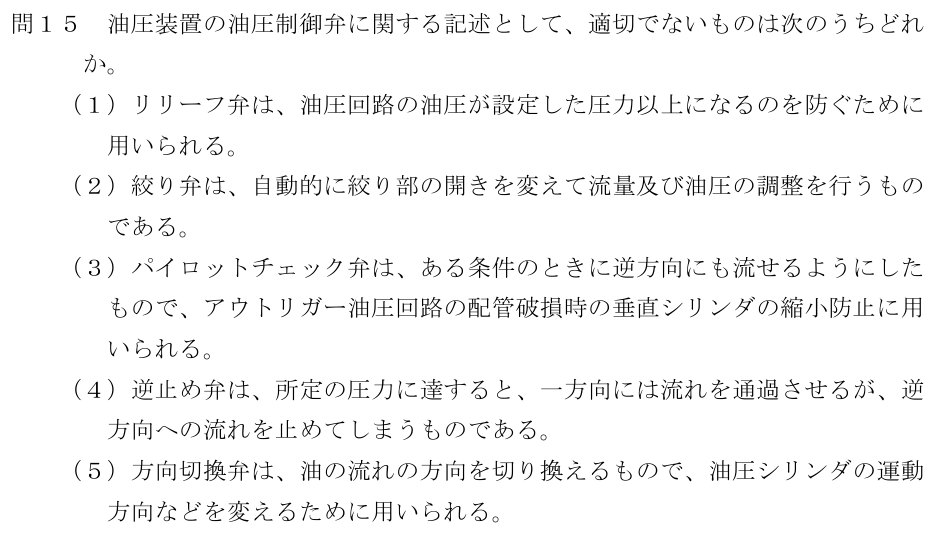 問１５　油圧装置の油圧制御弁に関する記述として、適切でないものは次のうちどれ
か。
（１）リリーフ弁は、油圧回路の油圧が設定した圧力以上になるのを防ぐために
用いられる。
（２）絞り弁は、自動的に絞り部の開きを変えて流量及び油圧の調整を行うもの
である。
（３）パイロットチェック弁は、ある条件のときに逆方向にも流せるようにした
もので、アウトリガー油圧回路の配管破損時の垂直シリンダの縮小防止に用
いられる。
（４）逆止め弁は、所定の圧力に達すると、一方向には流れを通過させるが、逆
方向への流れを止めてしまうものである。
（５）方向切換弁は、油の流れの方向を切り換えるもので、油圧シリンダの運動
方向などを変えるために用いられる。